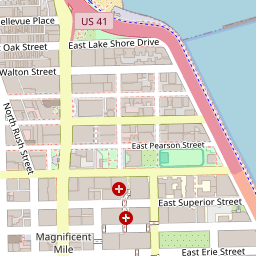 ellevue Place
US 41
East Lake Shore Drive
Oak Street
Walton Street
North Rush Street
East Pearson Street
East Superior Street
Magnificent
Mile
East Erie Street